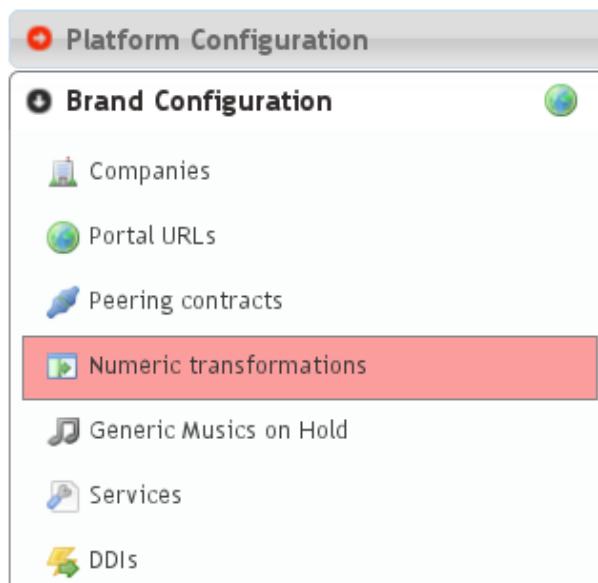 Platform Configuration
Brand Configuration
Companies
Portal URLs
Peering contracts
Numeric transformations
Generic Musics on Hold
Services
DDIs